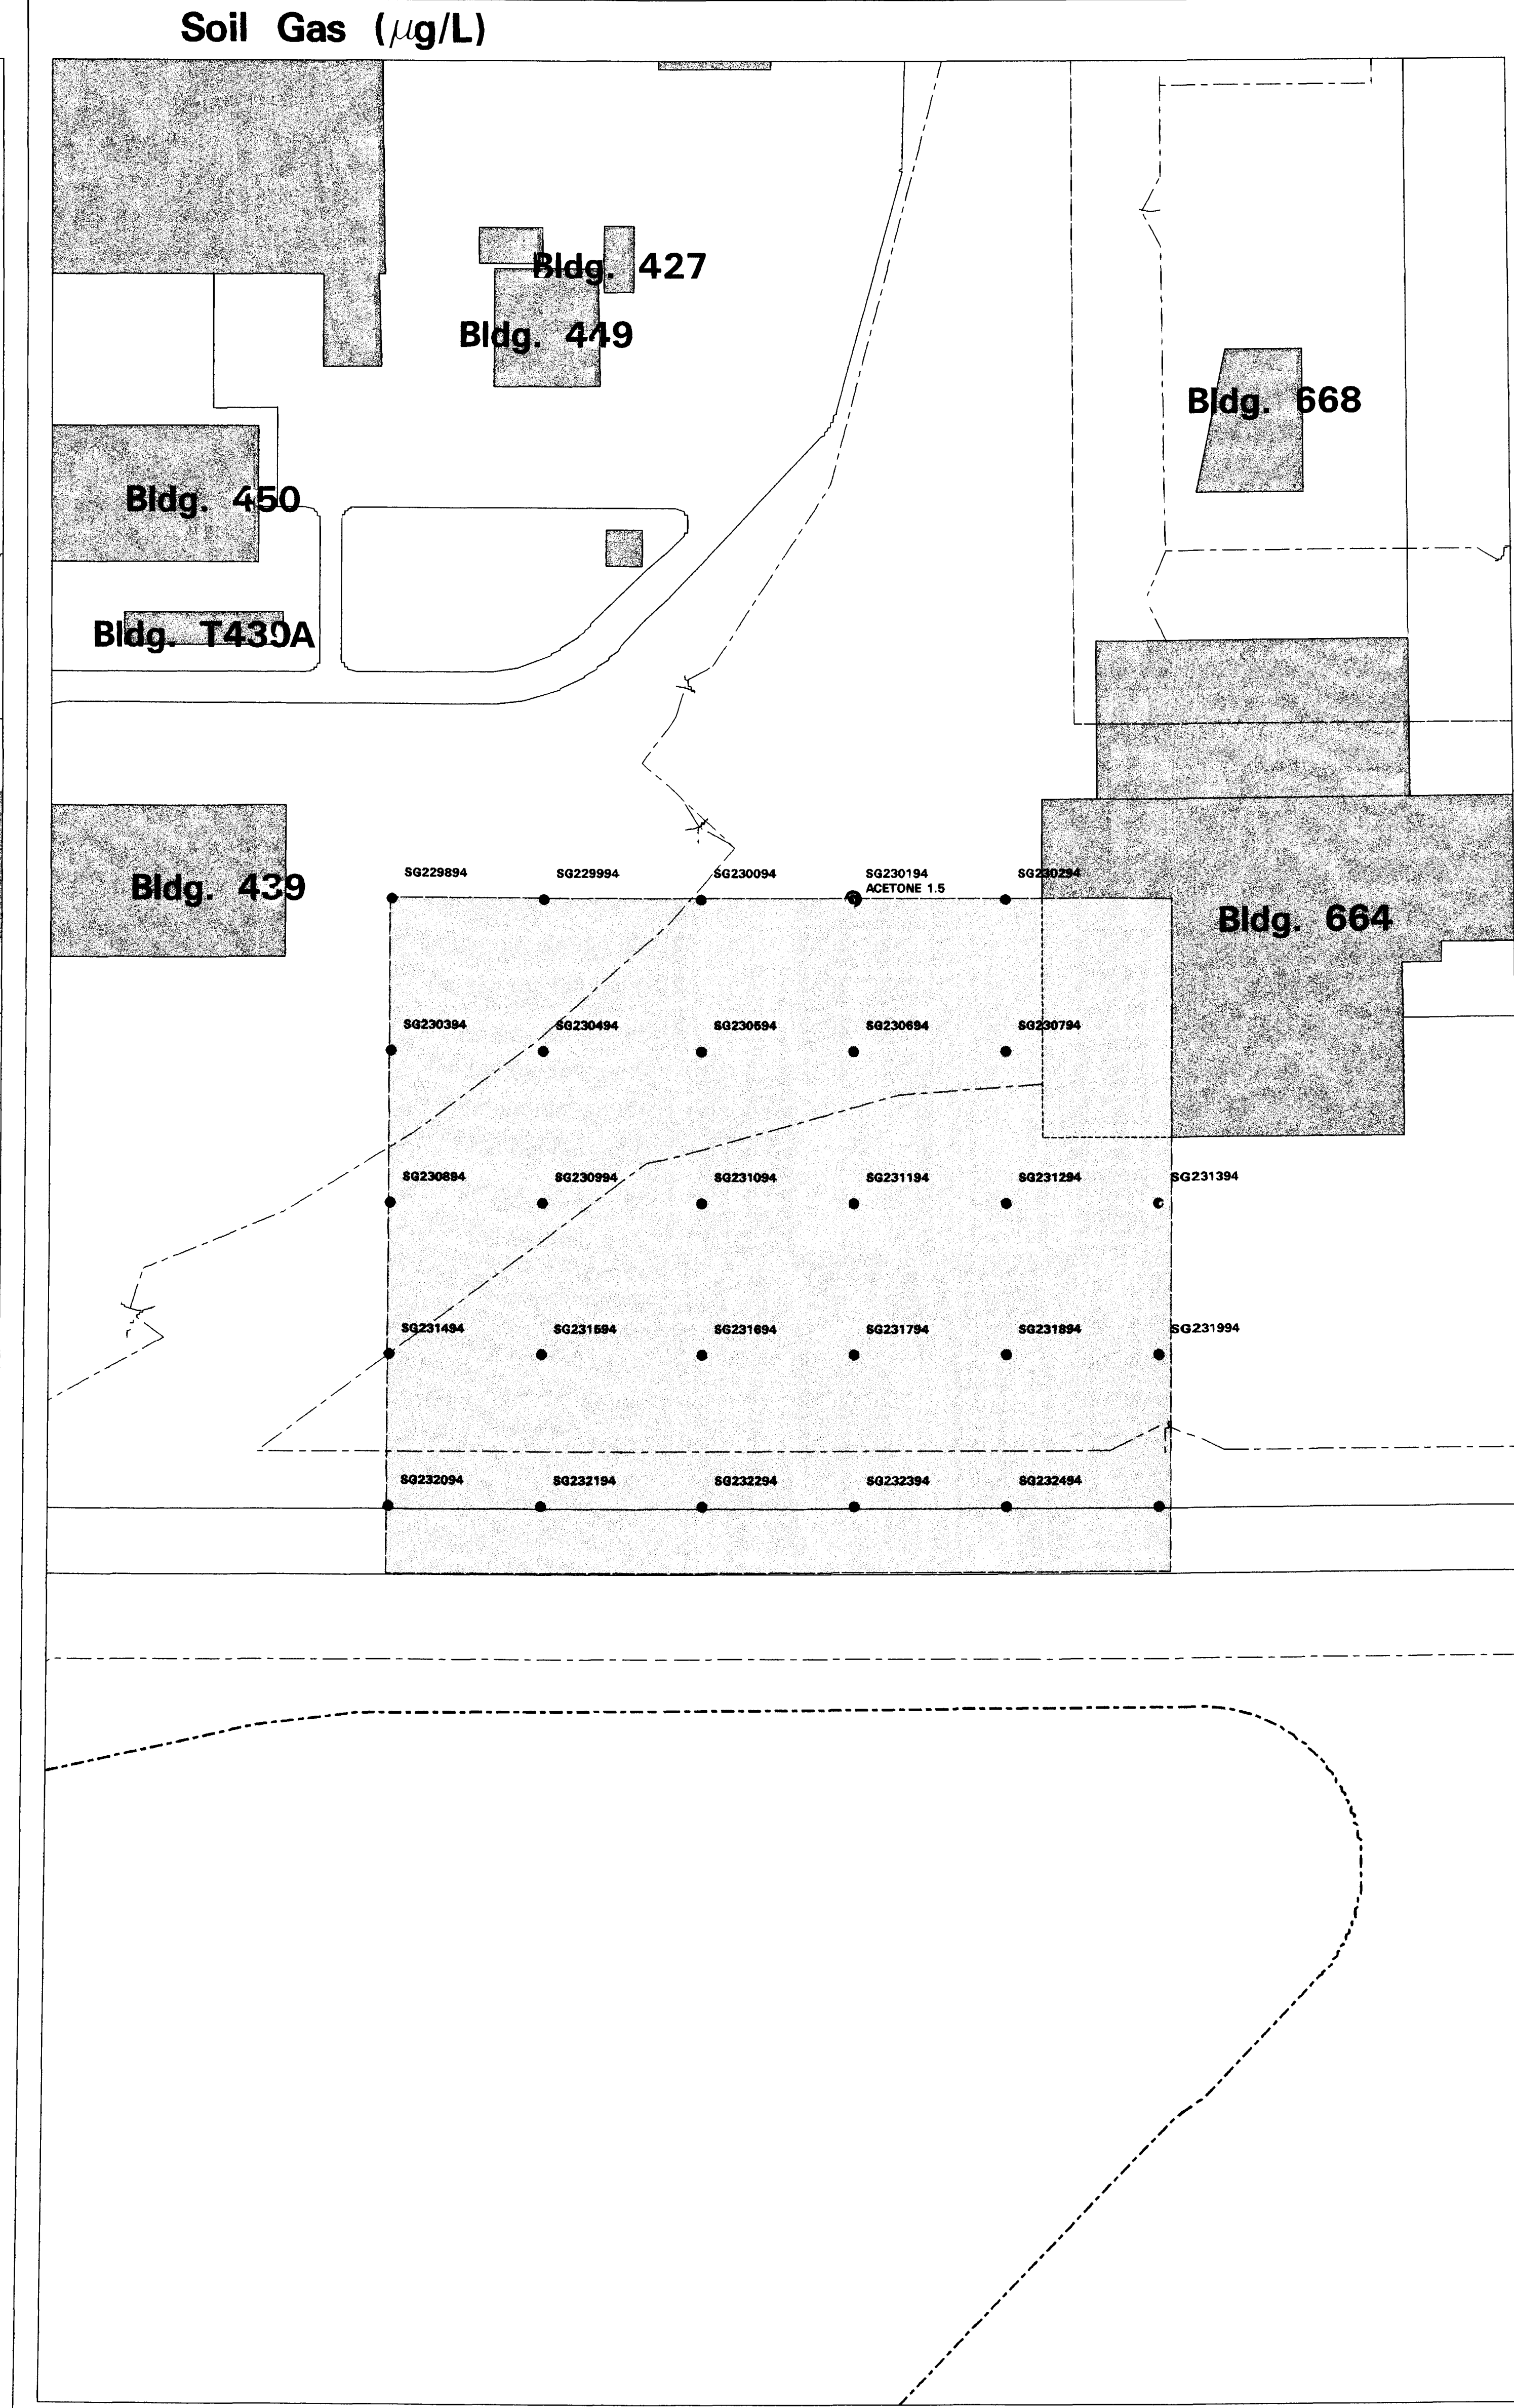 Soil Gas (µg/L)
Bldg. 427
Bldg. 449
Bldg. 668
Bldg. 450
Bldg. T439A
Bldg. 439
SG229894
SG229994
SG230094
SG230194
ACETONE 1.5
SG230294
Bldg. 664
SG230394
SG230494
SG230594
SG230694
SG230794
SG230894
SG230994
SG231094
SG231194
SG231294
SG231394
SG231494
SG231594
SG231694
SG231794
SG231894
SG231994
SG232094
SG232194
SG232294
SG232394
SG232494